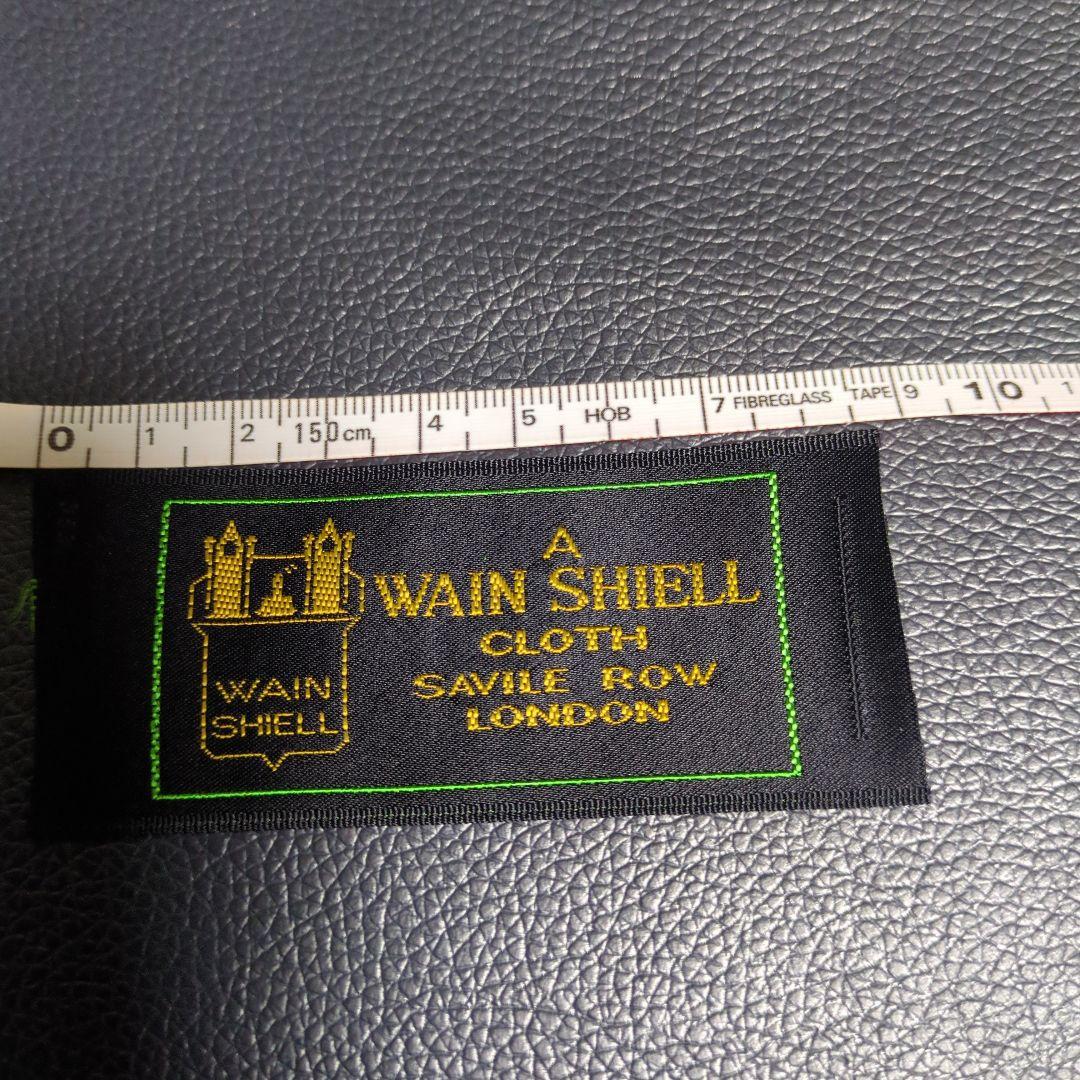 0 1 2 150cm 4 5 HOB 7 FIBREGLASS TAPE 9 10
A
WAIN SHIELL
CLOTH
SAVILE ROW
LONDON
WAIN
SHIELL